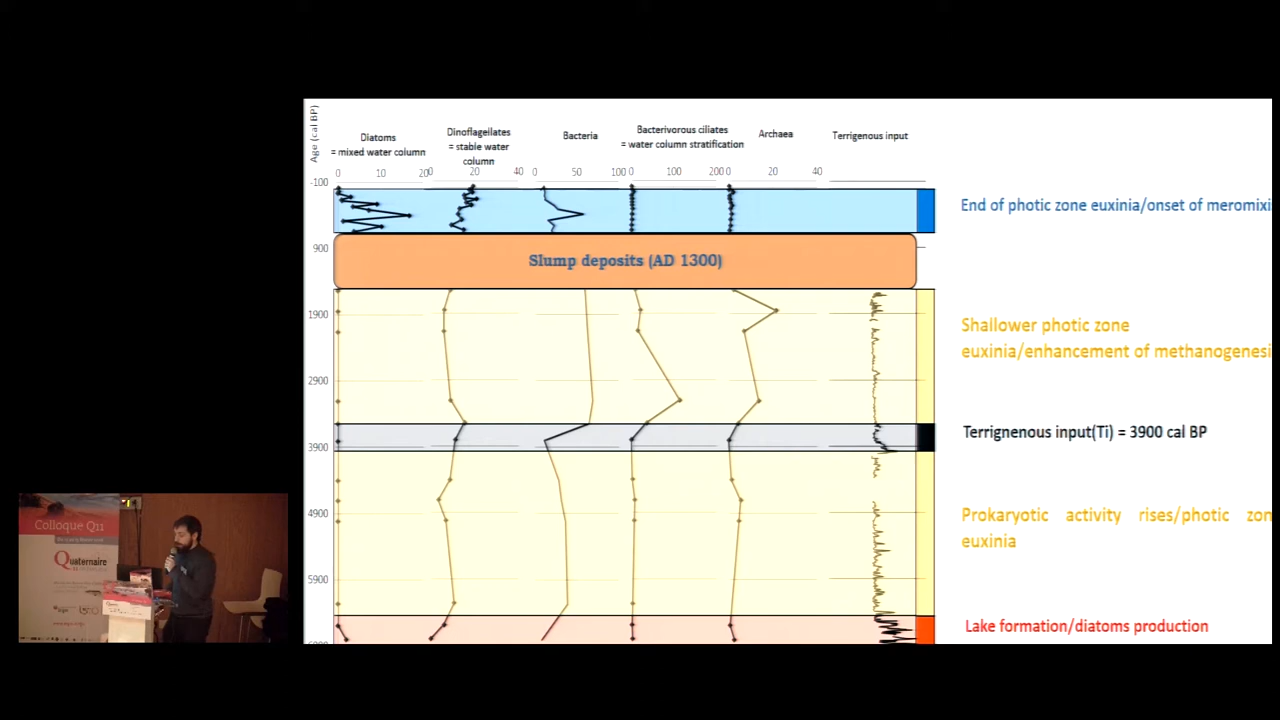 Age (cal BP)
Diatoms
= mixed water column
Dinoflagellates
= stable water
column
Bacteria
Bacterivorous ciliates
= water column stratification
Archaea
Terrigenous input
0 10 20
0 20 40
0 50 100
0 100 200
0 20 40
-100
900
1900
2900
3900
4900
5900
Slump deposits (AD 1300)
End of photic zone euxinia/onset of meromixi
Shallower photic zone
euxinia/enhancement of methanogenesi
Terrignenous input(Ti) = 3900 cal BP
Prokaryotic activity rises/photic zon
euxinia
Lake formation/diatoms production
Colloque Q11
Quaternaire